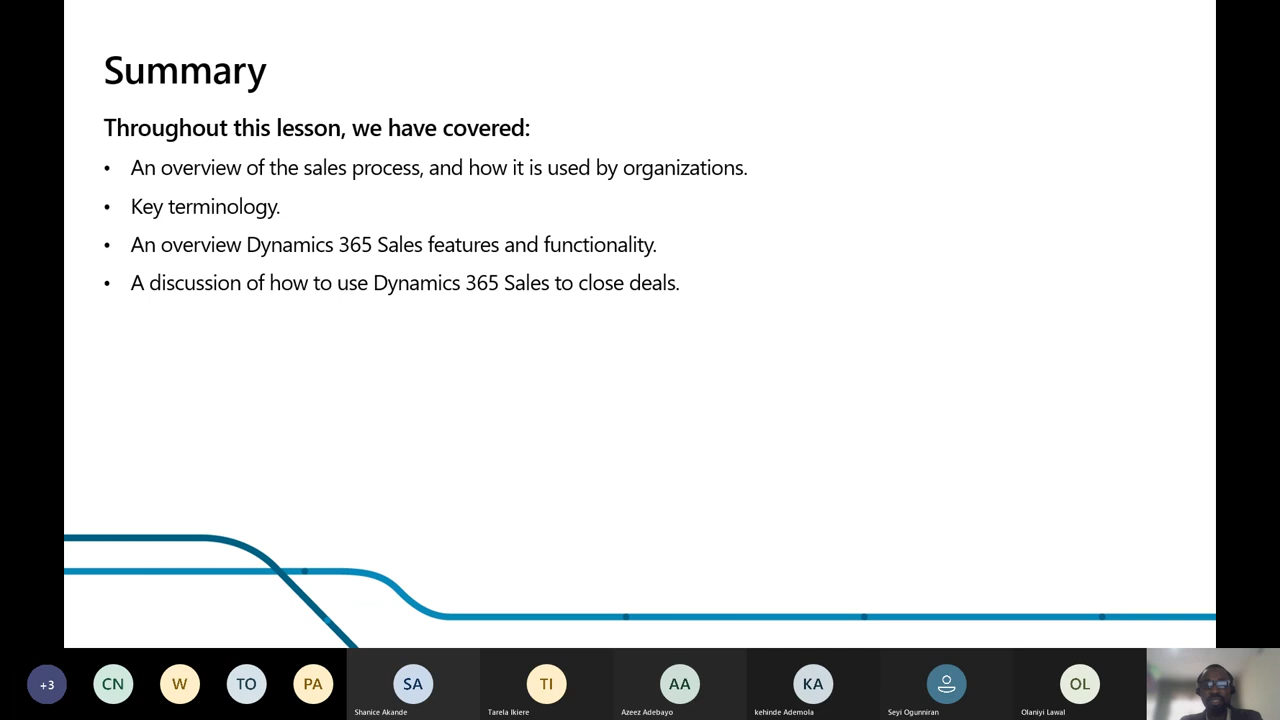 Summary
Throughout this lesson, we have covered:
• An overview of the sales process, and how it is used by organizations.
• Key terminology.
• An overview Dynamics 365 Sales features and functionality.
• A discussion of how to use Dynamics 365 Sales to close deals.
+3 CN W TO PA SA TI AA KA OL
Shanice Akande Tarela Ikiere Azeez Adebayo kehinde Ademola Seyi Ogunniran Olaniyi Lawal